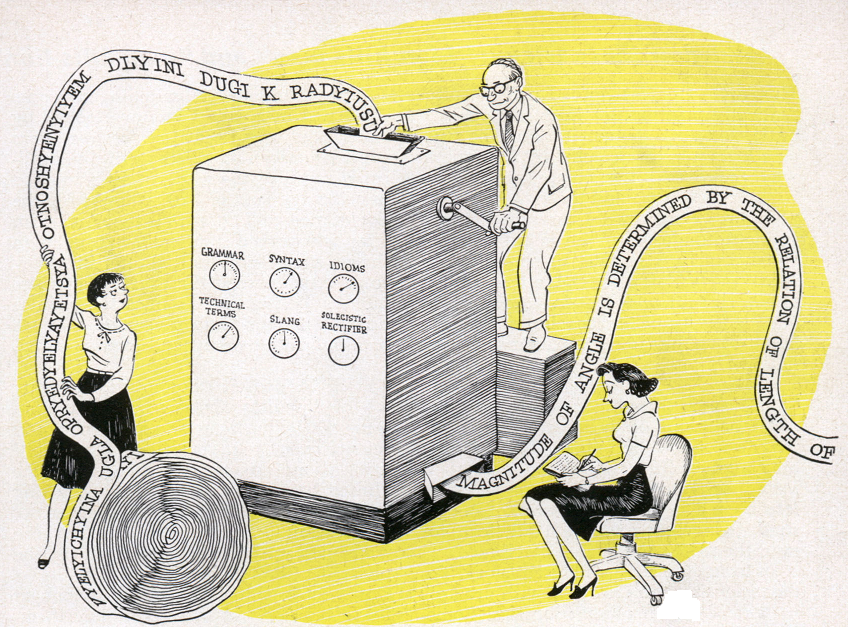 VYELYICHYINA UGLA OPRYEDYELYAYETSYA OTNOSHYENYIYEM DLYINI DUGI K RADYIUSU
GRAMMAR
SYNTAX
IDIOMS
TECHNICAL
TERMS
SLANG
SOLECISTIC
RECTIFIER
MAGNITUDE OF ANGLE IS DETERMINED BY THE RELATION OF LENGTH OF